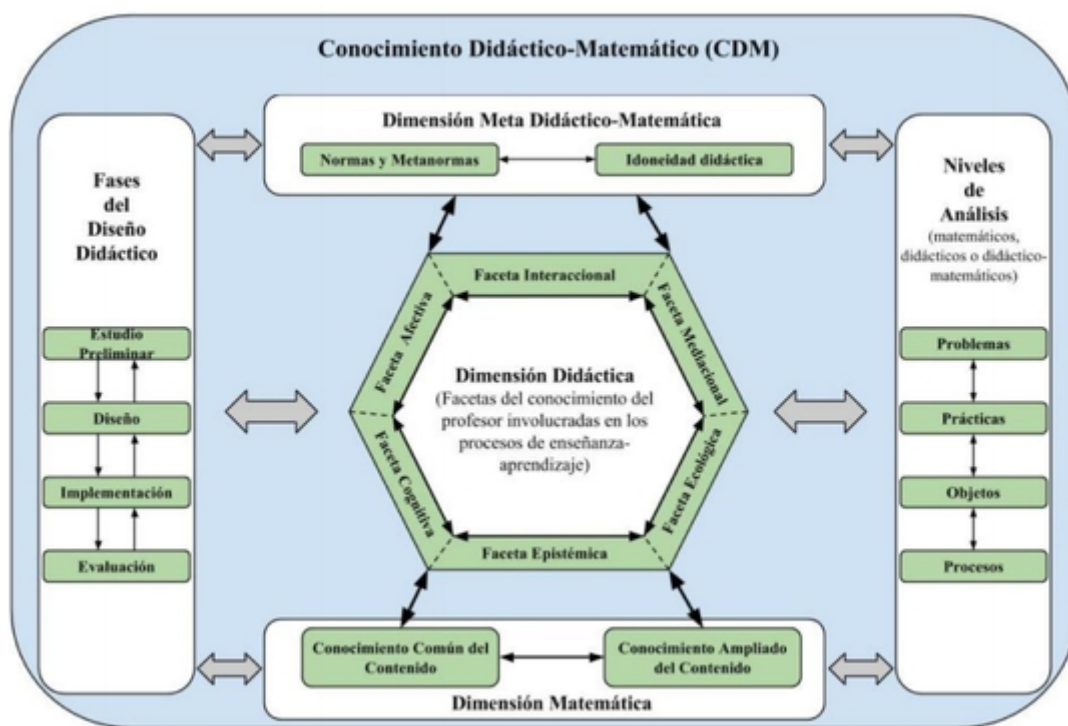 Conocimiento Didáctico-Matemático (CDM)
Dimensión Meta Didáctico-Matemática
Normas y Metanormas
Idoneidad didáctica
Fases
del
Diseño
Didáctico
Estudio
Preliminar
Diseño
Implementación
Evaluación
Faceta Interaccional
Faceta Afectiva
Faceta Mediacional
Dimensión Didáctica
(Facetas del conocimiento del
profesor involucradas en los
procesos de enseñanza-
aprendizaje)
Faceta Cognitiva
Faceta Ecológica
Faceta Epistémica
Niveles
de
Análisis
(matemáticos,
didácticos o didáctico-
matemáticos)
Problemas
Prácticas
Objetos
Procesos
Conocimiento Común del
Contenido
Conocimiento Ampliado
del Contenido
Dimensión Matemática